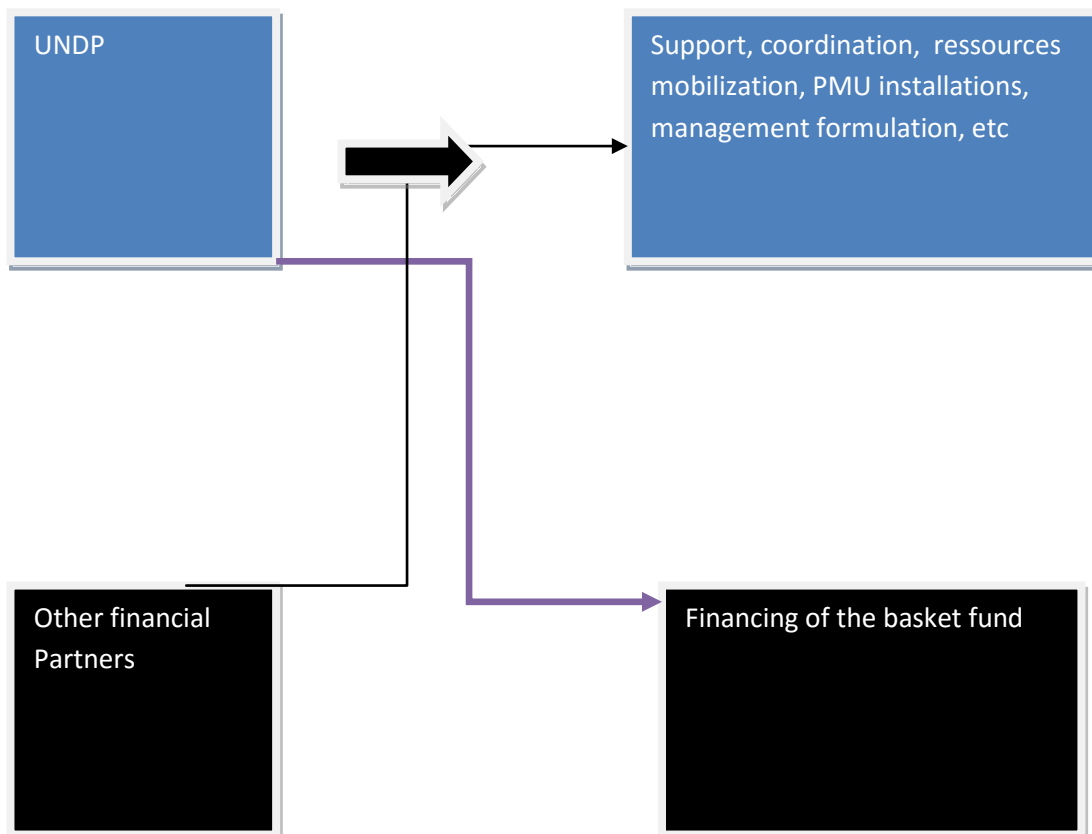 UNDP
Support, coordination, ressources
mobilization, PMU installations,
management formulation, etc
Other financial
Partners
Financing of the basket fund